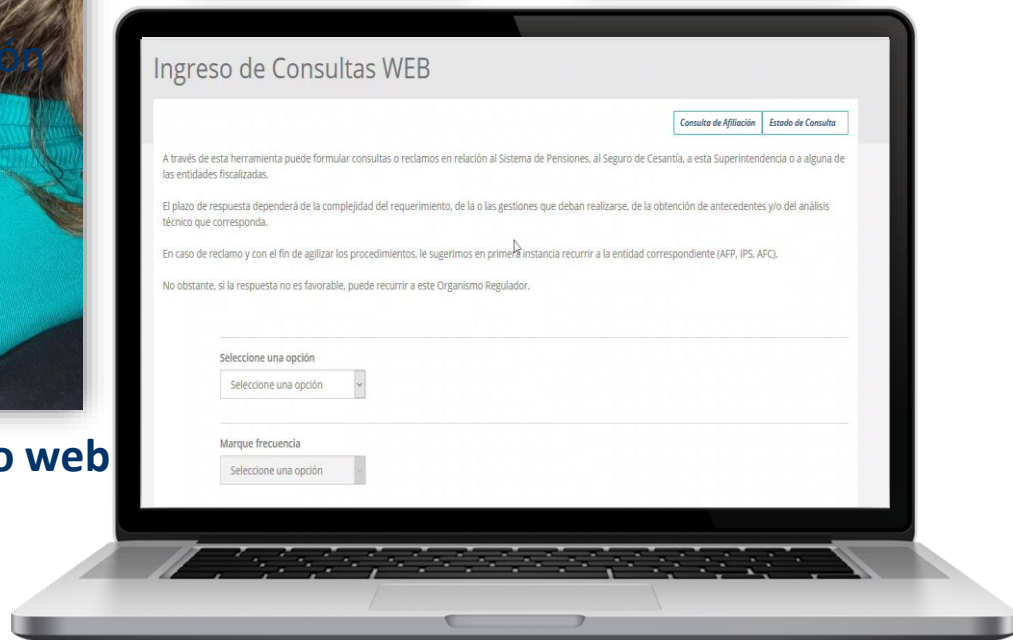 ón
Ingreso de Consultas WEB
Consulta de Afiliación Estado de Consulta
A través de esta herramienta puede formular consultas o reclamos en relación al Sistema de Pensiones, al Seguro de Cesantía, a esta Superintendencia o a alguna de
las entidades fiscalizadas.
El plazo de respuesta dependerá de la complejidad del requerimiento, de la o las gestiones que deban realizarse, de la obtención de antecedentes y/o del análisis
técnico que corresponda.
En caso de reclamo y con el fin de agilizar los procedimientos, le sugerimos en primera instancia recurrir a la entidad correspondiente (AFP, IPS, AFC).
No obstante, si la respuesta no es favorable, puede recurrir a este Organismo Regulador.
Seleccione una opción
Seleccione una opción
o web
Marque frecuencia
Seleccione una opción